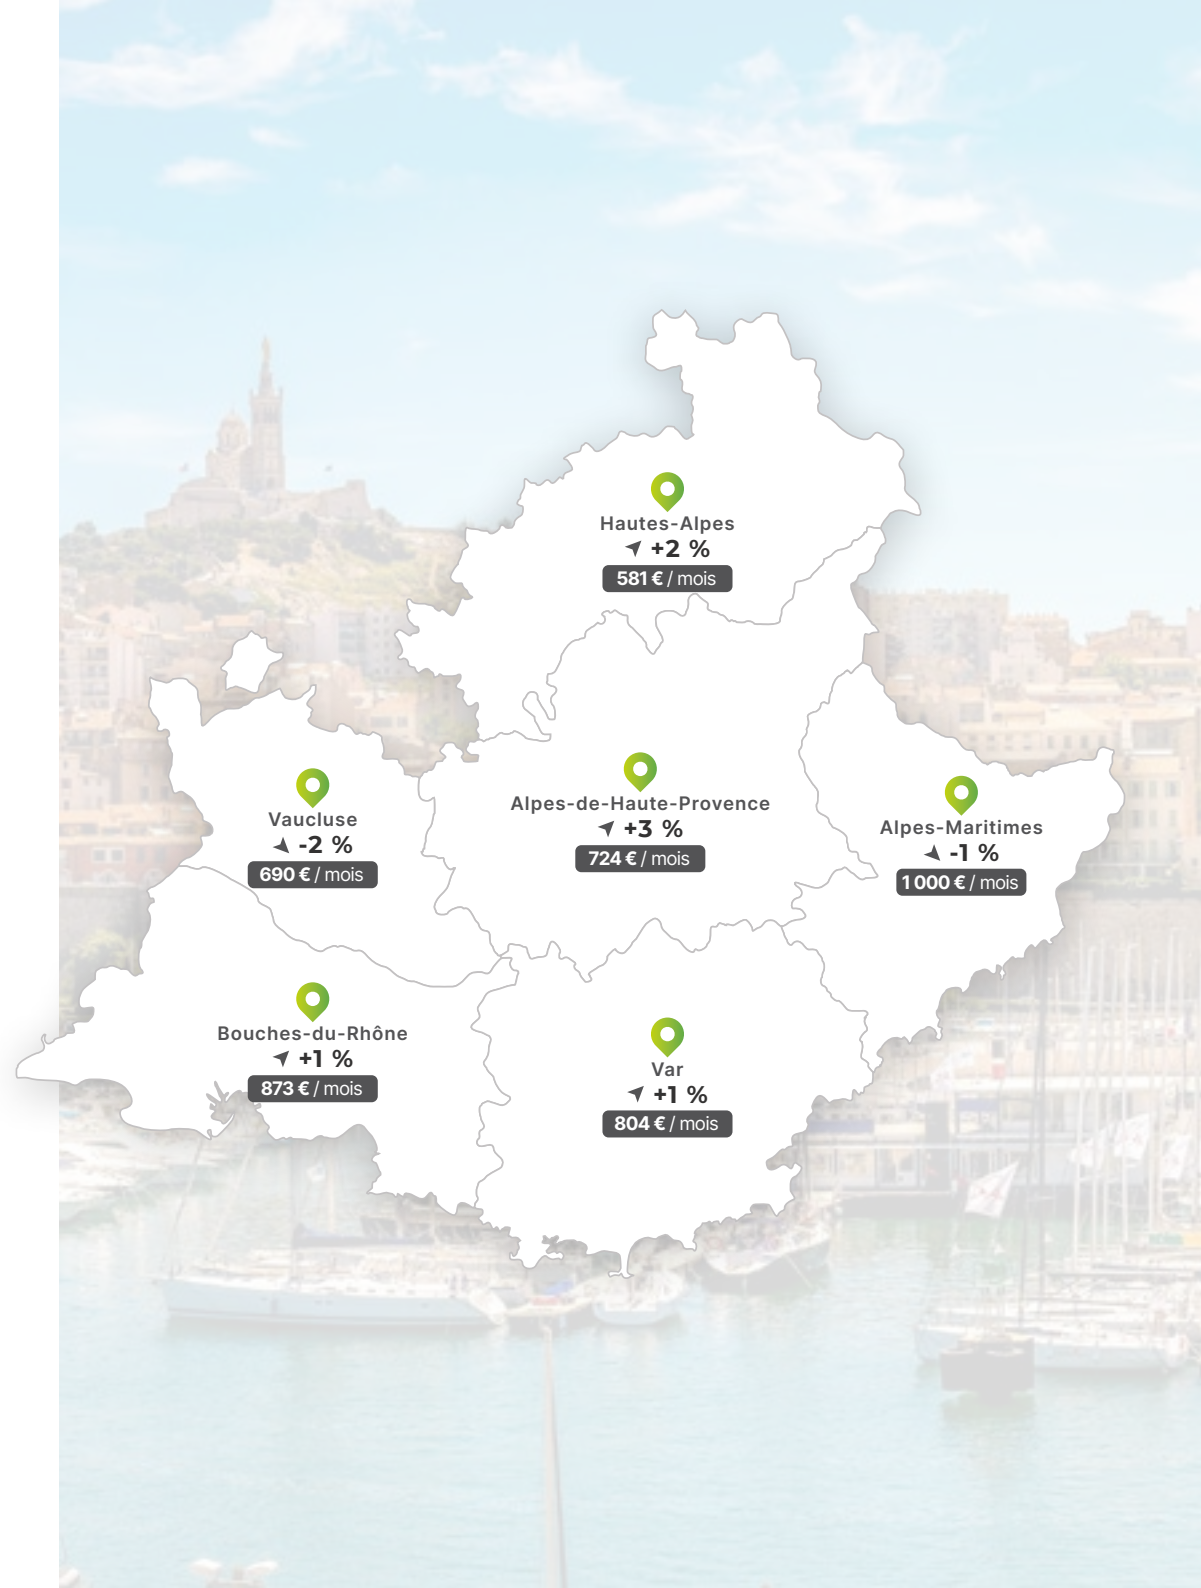 Hautes-Alpes
+2 %
581 € / mois
Alpes-de-Haute-Provence
+3 %
724 € / mois
Vaucluse
-2 %
690 € / mois
Alpes-Maritimes
-1 %
1 000 € / mois
Bouches-du-Rhône
+1 %
873 € / mois
Var
+1 %
804 € / mois